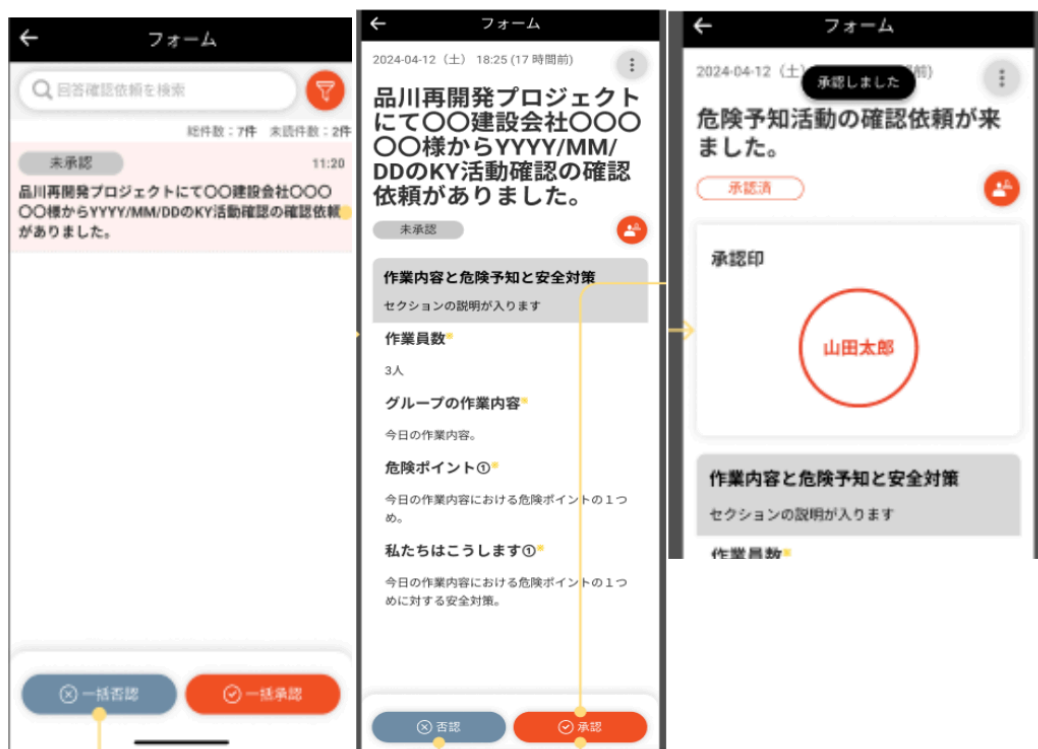 フォーム
回答確認依頼を検索
総件数：7件 未読件数：2件
未承認 11:20
品川再開発プロジェクトにて〇〇建設会社〇〇〇
〇〇様からYYYY/MM/DDのKY活動確認の確認依頼
がありました。
一括否認 一括承認
フォーム
2024-04-12（土） 18:25 (17 時間前)
品川再開発プロジェクト
にて〇〇建設会社〇〇〇
〇〇様からYYYY/MM/
DDのKY活動確認の確認
依頼がありました。
未承認
作業内容と危険予知と安全対策
セクションの説明が入ります
作業員数*
3人
グループの作業内容*
今日の作業内容。
危険ポイント①*
今日の作業内容における危険ポイントの１つ
め。
私たちはこうします①*
今日の作業内容における危険ポイントの１つ
めに対する安全対策。
否認 承認
フォーム
2024-04-12（土） 前)
承認しました
危険予知活動の確認依頼が来
ました。
承認済
承認印
山田太郎
作業内容と危険予知と安全対策
セクションの説明が入ります
作業員数*